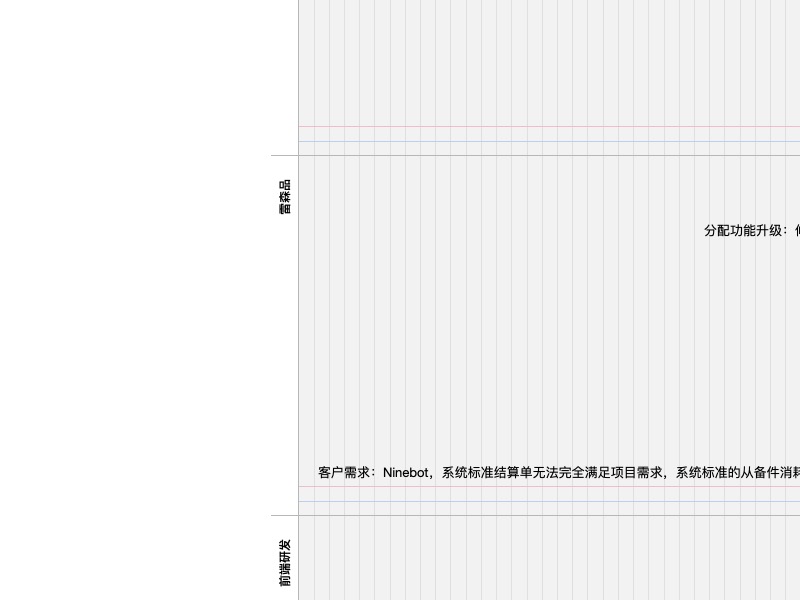 雷森品
分配功能升级：
客户需求：Ninebot，系统标准结算单无法完全满足项目需求，系统标准的从备件消耗
前端研发